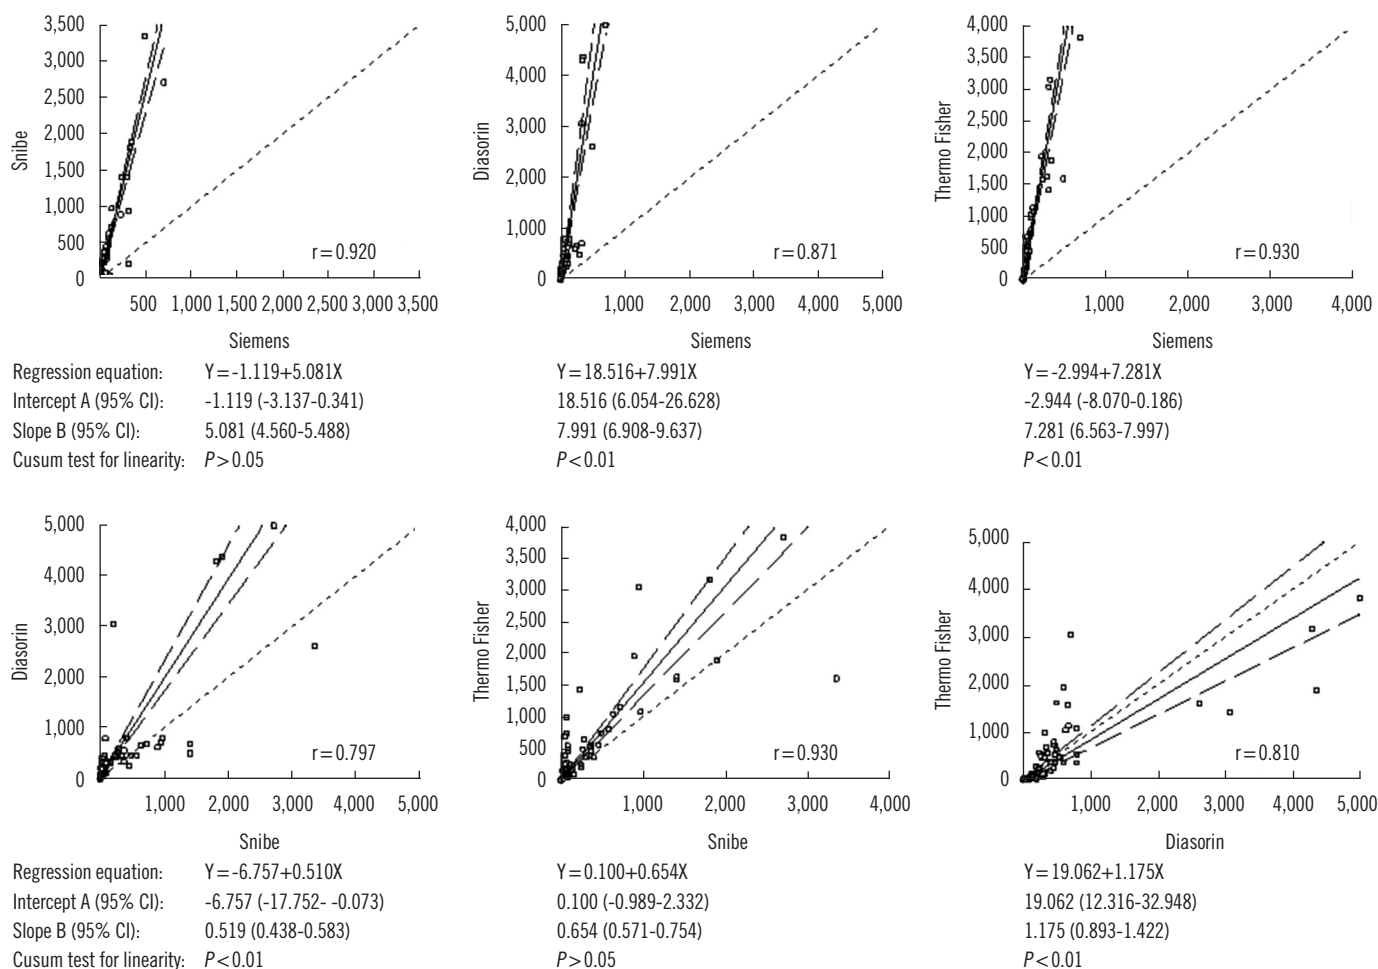 3,500
3,000
2,500
2,000
1,500
1,000
500
0
Snibe
r=0.920
500 1,000 1,500 2,000 2,500 3,000 3,500
Siemens
5,000
4,000
3,000
2,000
1,000
0
Diasorin
r=0.871
1,000 2,000 3,000 4,000 5,000
Siemens
4,000
3,500
3,000
2,500
2,000
1,500
1,000
500
0
Thermo Fisher
r=0.930
1,000 2,000 3,000 4,000
Siemens
Regression equation: Y=-1.119+5.081X Y=18.516+7.991X Y=-2.994+7.281X
Intercept A (95% CI): -1.119 (-3.137-0.341) 18.516 (6.054-26.628) -2.944 (-8.070-0.186)
Slope B (95% CI): 5.081 (4.560-5.488) 7.991 (6.908-9.637) 7.281 (6.563-7.997)
Cusum test for linearity: P>0.05 P<0.01 P<0.01
5,000
4,000
3,000
2,000
1,000
0
Diasorin
r=0.797
1,000 2,000 3,000 4,000 5,000
Snibe
4,000
3,500
3,000
2,500
2,000
1,500
1,000
500
0
Thermo Fisher
r=0.930
1,000 2,000 3,000 4,000
Snibe
5,000
4,000
3,000
2,000
1,000
0
Thermo Fisher
r=0.810
1,000 2,000 3,000 4,000 5,000
Diasorin
Regression equation: Y=-6.757+0.510X Y=0.100+0.654X Y=19.062+1.175X
Intercept A (95% CI): -6.757 (-17.752- -0.073) 0.100 (-0.989-2.332) 19.062 (12.316-32.948)
Slope B (95% CI): 0.519 (0.438-0.583) 0.654 (0.571-0.754) 1.175 (0.893-1.422)
Cusum test for linearity: P<0.01 P>0.05 P<0.01